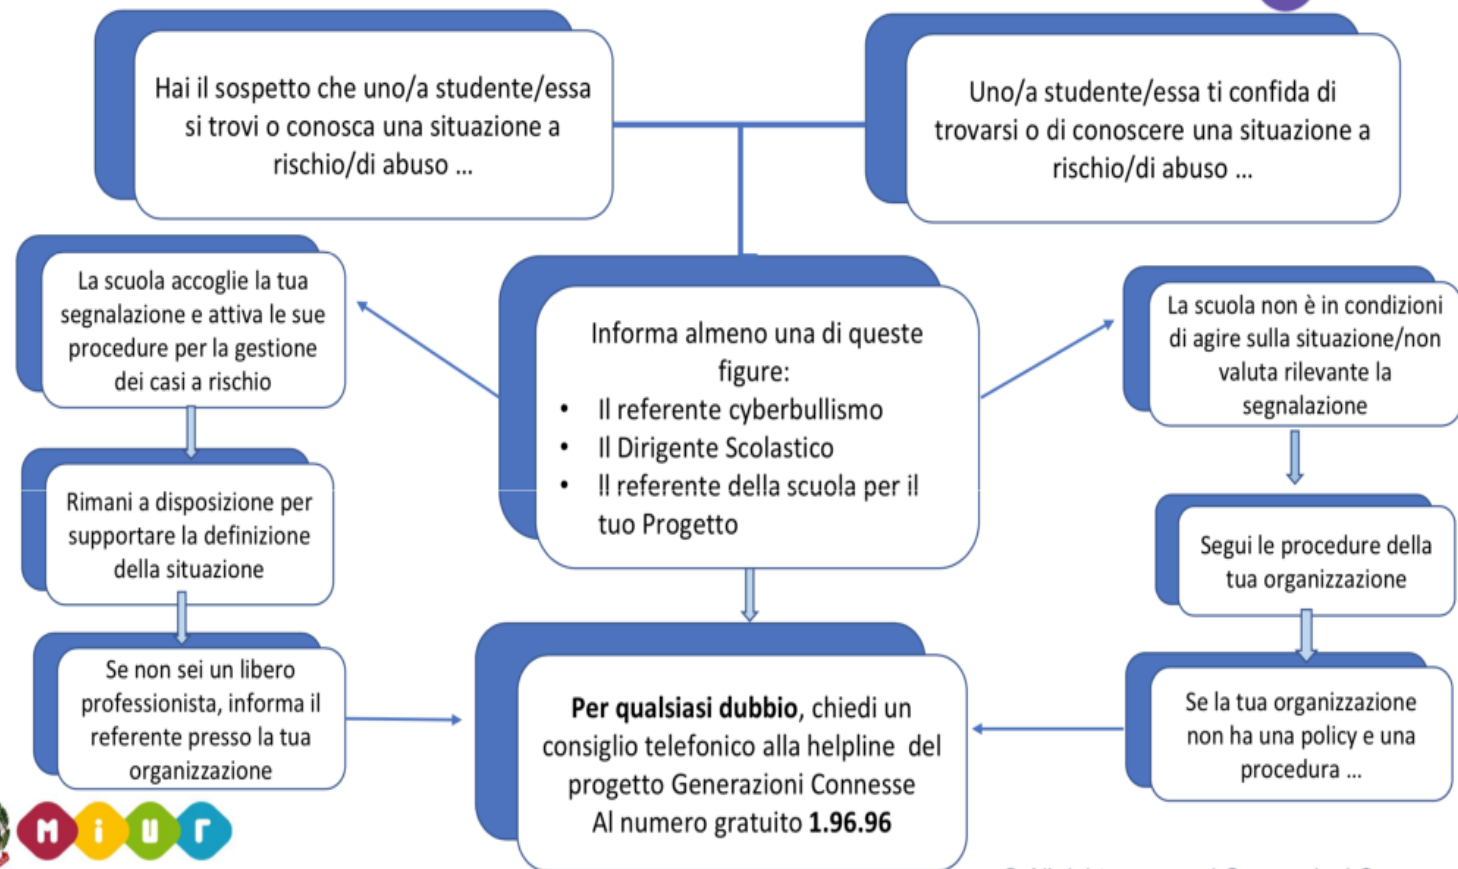 Hai il sospetto che uno/a studente/essa
si trovi o conosca una situazione a
rischio/di abuso ...
Uno/a studente/essa ti confida di
trovarsi o di conoscere una situazione a
rischio/di abuso ...
La scuola accoglie la tua
segnalazione e attiva le sue
procedure per la gestione
dei casi a rischio
Informa almeno una di queste
figure:
• Il referente cyberbullismo
• Il Dirigente Scolastico
• Il referente della scuola per il
tuo Progetto
La scuola non è in condizioni
di agire sulla situazione/non
valuta rilevante la
segnalazione
Rimani a disposizione per
supportare la definizione
della situazione
Segui le procedure della
tua organizzazione
Se non sei un libero
professionista, informa il
referente presso la tua
organizzazione
Per qualsiasi dubbio, chiedi un
consiglio telefonico alla helpline del
progetto Generazioni Connesse
Al numero gratuito 1.96.96
Se la tua organizzazione
non ha una policy e una
procedura ...
miur